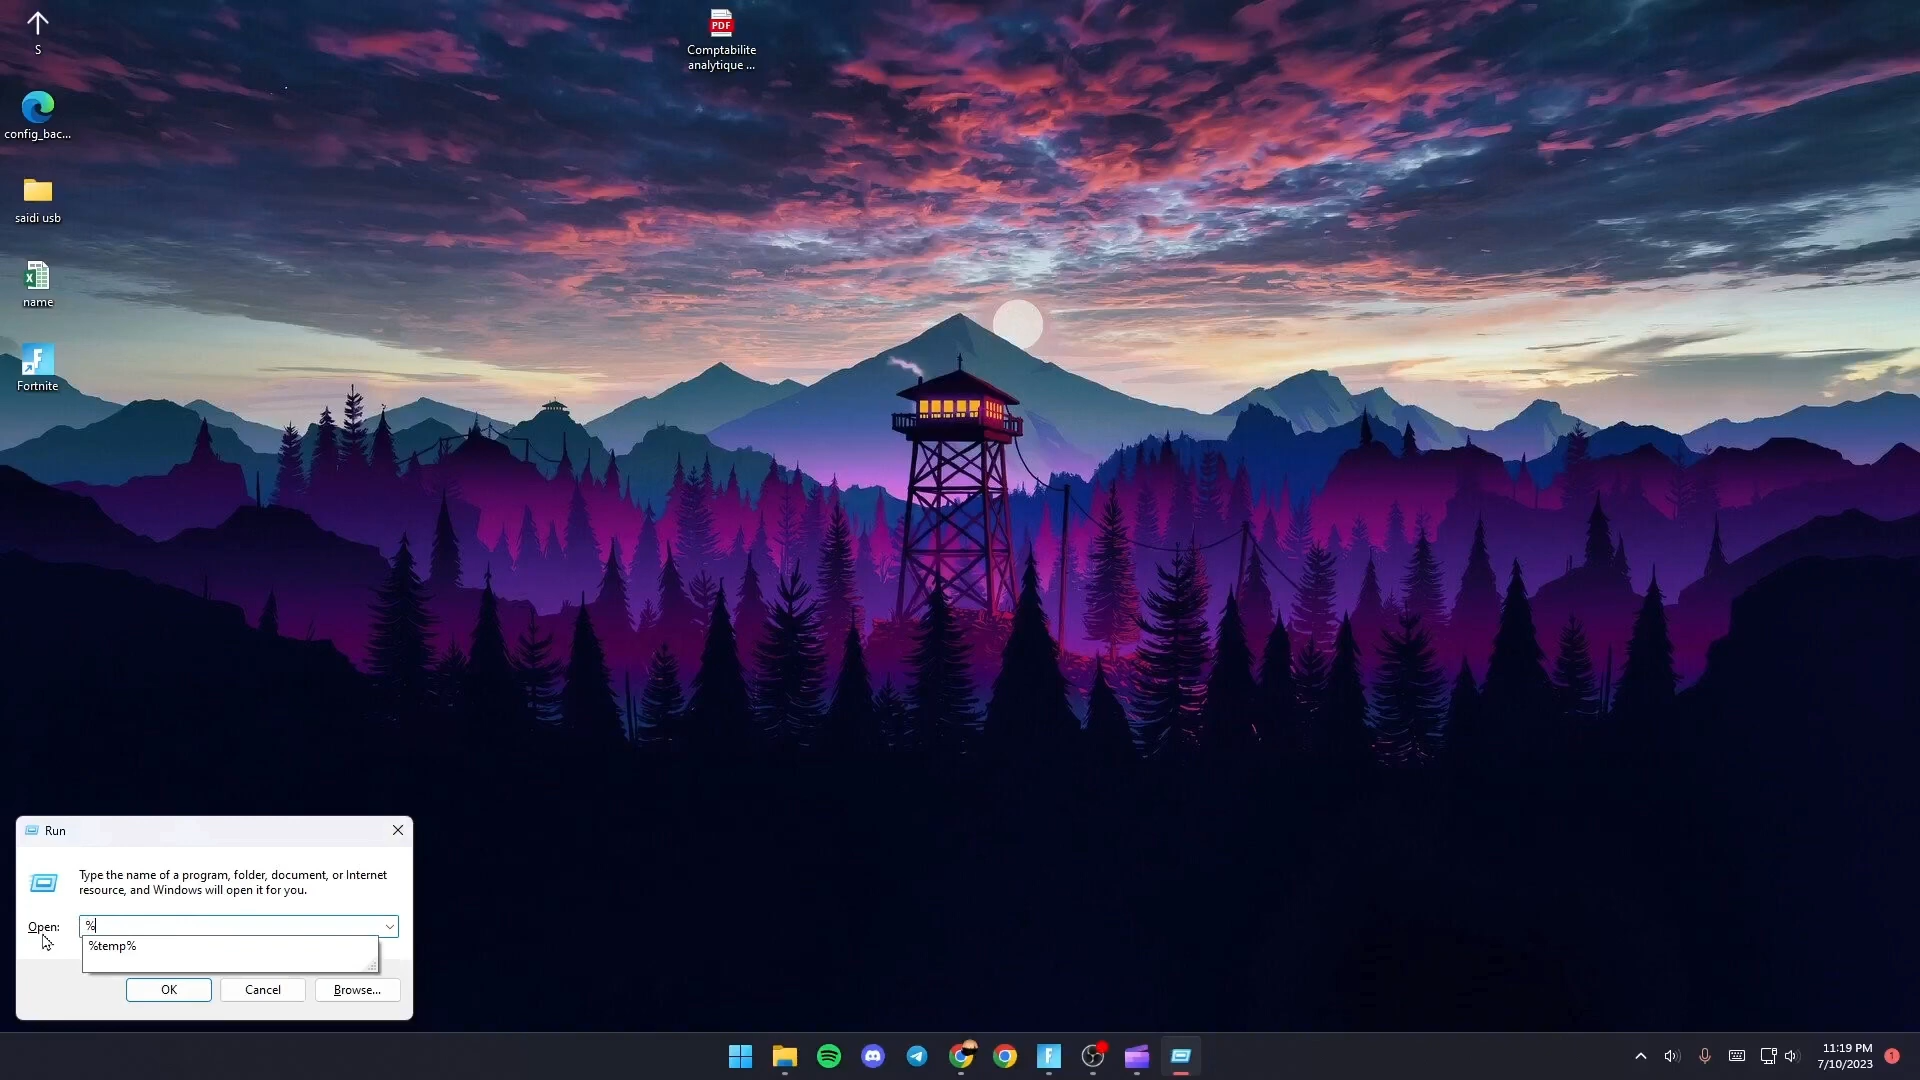 S
config_bac...
saidi usb
name
Fortnite
PDF
Comptabilite
analytique ...
Run
Type the name of a program, folder, document, or Internet
resource, and Windows will open it for you.
Open:
%
%temp%
OK
Cancel
Browse...
11:19 PM
7/10/2023
1